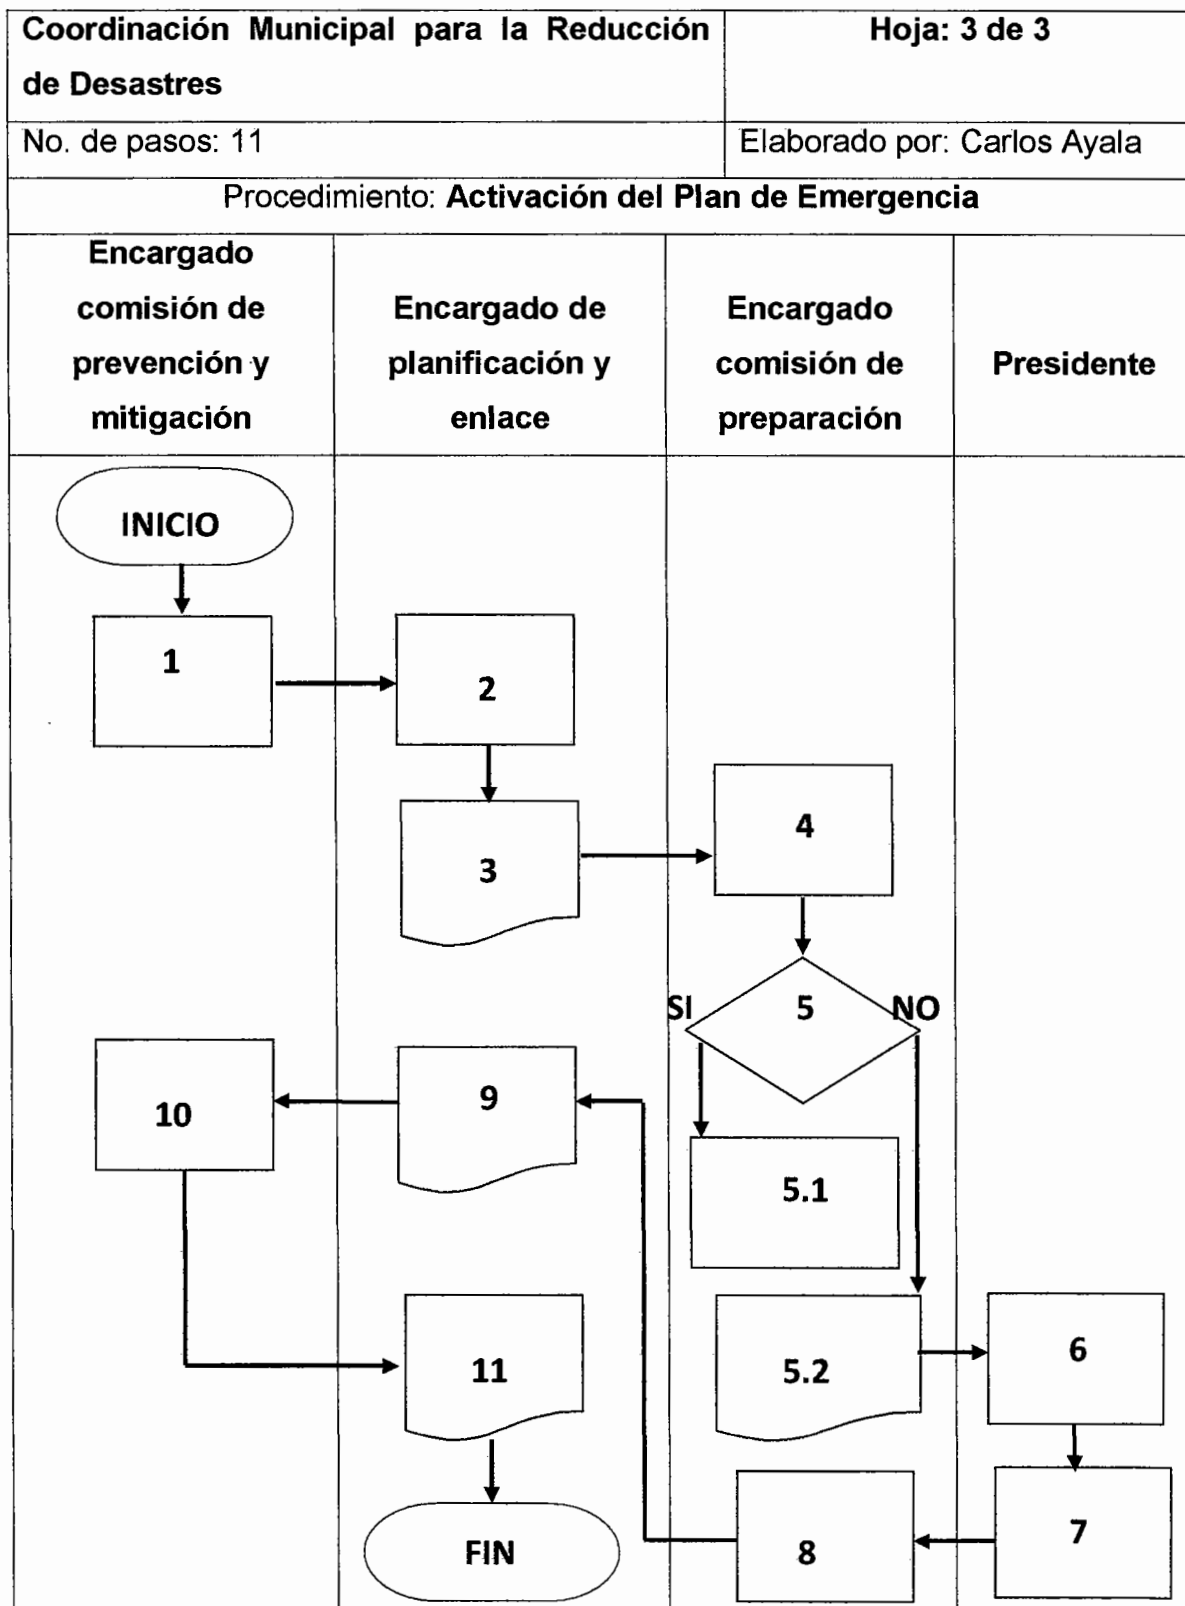 Coordinación Municipal para la Reducción
de Desastres
Hoja: 3 de 3
No. de pasos: 11
Elaborado por: Carlos Ayala
Procedimiento: Activación del Plan de Emergencia
Encargado
comisión de
prevención y
mitigación
Encargado de
planificación y
enlace
Encargado
comisión de
preparación
Presidente
INICIO
1
2
3
4
5
SI
NO
10
9
5.1
11
5.2
6
FIN
8
7